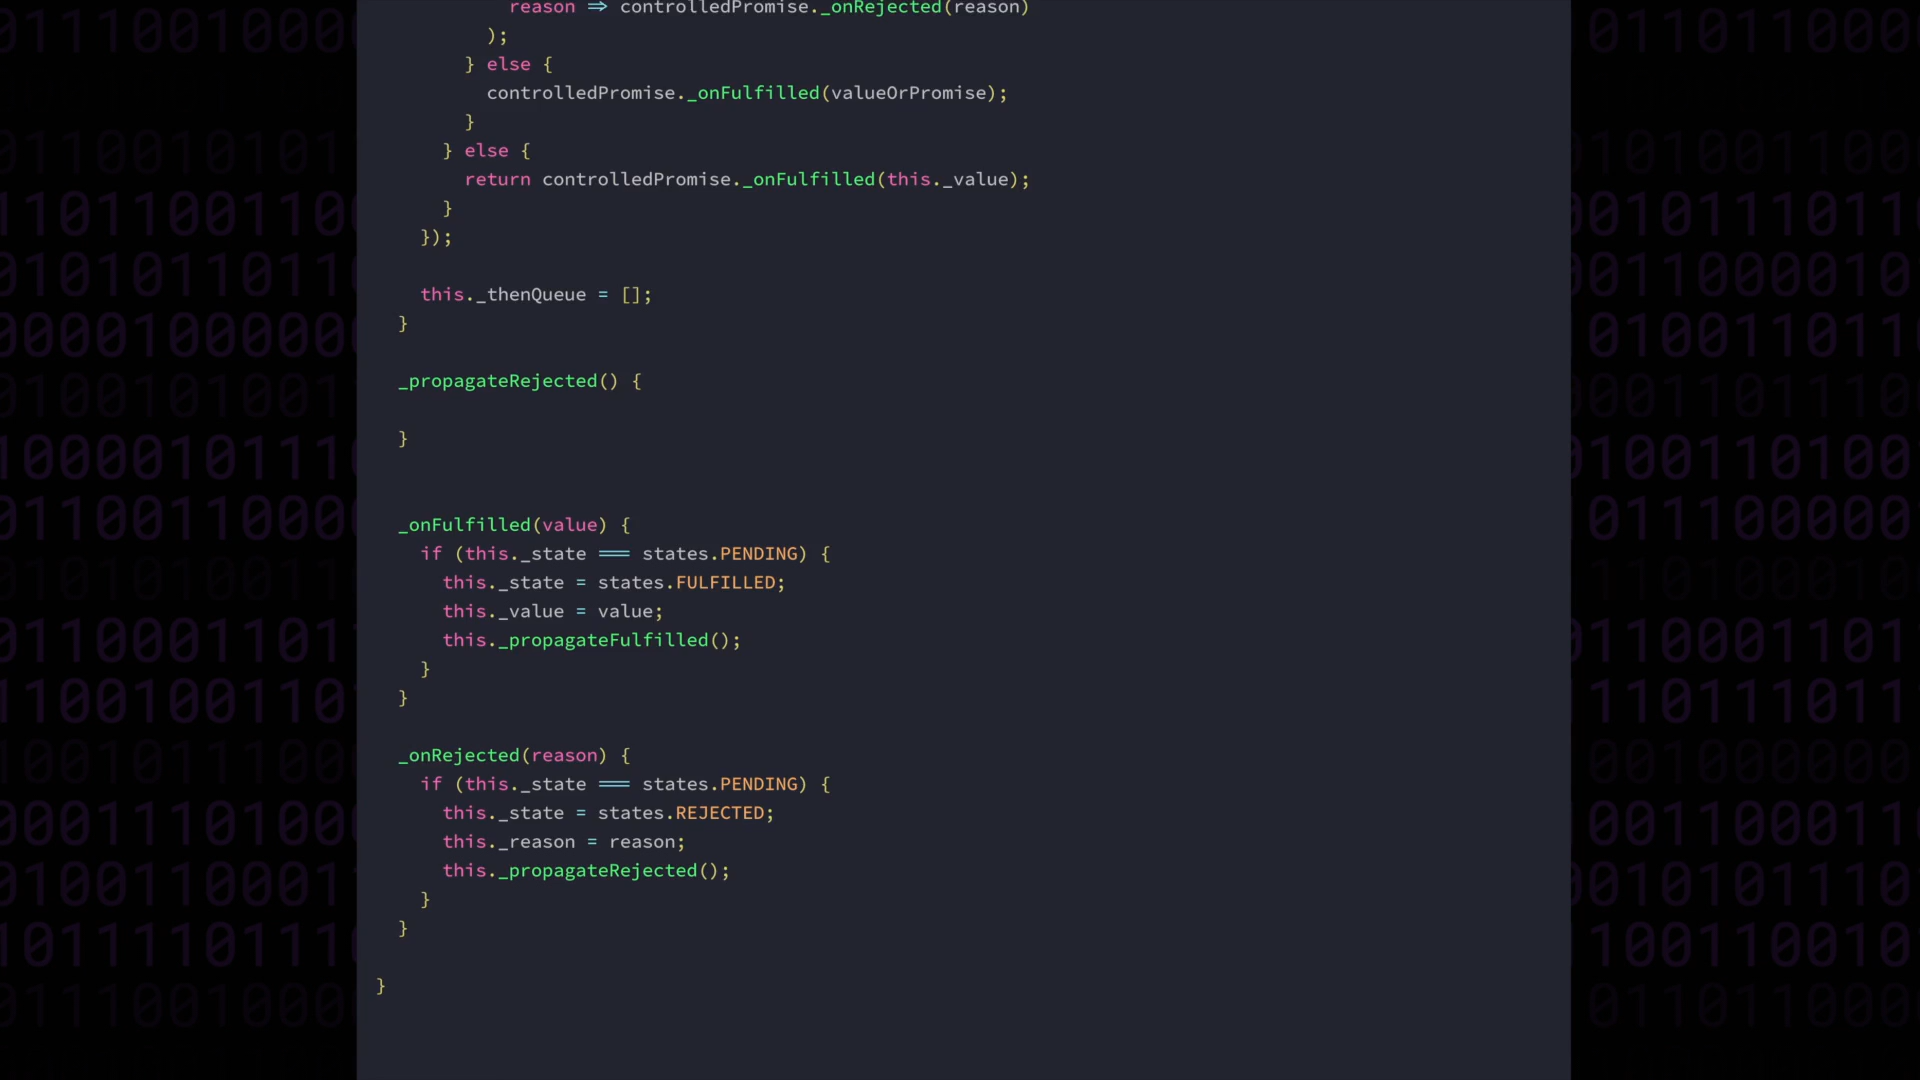 reason => controlledPromise._onRejected(reason)
);
} else {
controlledPromise._onFulfilled(valueOrPromise);
}
} else {
return controlledPromise._onFulfilled(this._value);
}
});
this._thenQueue = [];
}
_propagateRejected() {
}
_onFulfilled(value) {
if (this._state === states.PENDING) {
this._state = states.FULFILLED;
this._value = value;
this._propagateFulfilled();
}
}
_onRejected(reason) {
if (this._state === states.PENDING) {
this._state = states.REJECTED;
this._reason = reason;
this._propagateRejected();
}
}
}